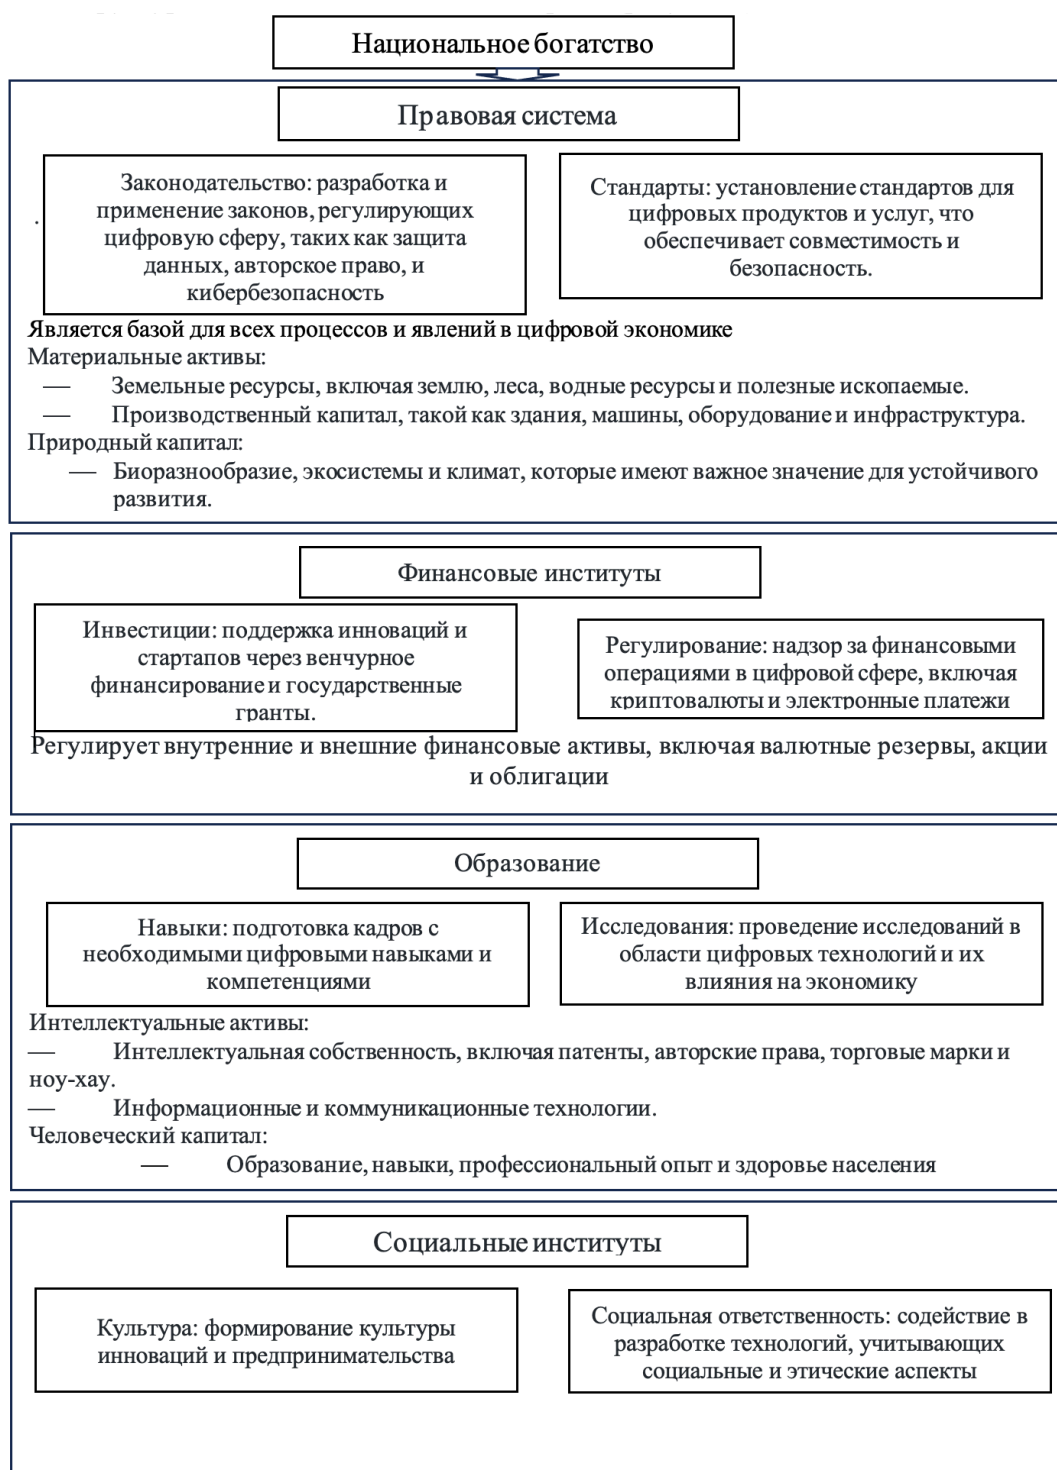 Национальное богатство
Правовая система
Законодательство: разработка и
применение законов, регулирующих
цифровую сферу, таких как защита
данных, авторское право, и
кибербезопасность
Стандарты: установление стандартов для
цифровых продуктов и услуг, что
обеспечивает совместимость и
безопасность.
.
Является базой для всех процессов и явлений в цифровой экономике
Материальные активы:
— Земельные ресурсы, включая землю, леса, водные ресурсы и полезные ископаемые.
— Производственный капитал, такой как здания, машины, оборудование и инфраструктура.
Природный капитал:
— Биоразнообразие, экосистемы и климат, которые имеют важное значение для устойчивого
развития.
Финансовые институты
Инвестиции: поддержка инноваций и
стартапов через венчурное
финансирование и государственные
гранты.
Регулирование: надзор за финансовыми
операциями в цифровой сфере, включая
криптовалюты и электронные платежи
Регулирует внутренние и внешние финансовые активы, включая валютные резервы, акции
и облигации
Образование
Навыки: подготовка кадров с
необходимыми цифровыми навыками и
компетенциями
Исследования: проведение исследований в
области цифровых технологий и их
влияния на экономику
Интеллектуальные активы:
— Интеллектуальная собственность, включая патенты, авторские права, торговые марки и
ноу-хау.
— Информационные и коммуникационные технологии.
Человеческий капитал:
— Образование, навыки, профессиональный опыт и здоровье населения
Социальные институты
Культура: формирование культуры
инноваций и предпринимательства
Социальная ответственность: содействие в
разработке технологий, учитывающих
социальные и этические аспекты